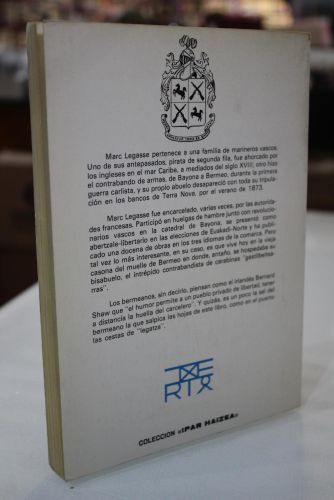 Marc Legasse pertenece a una familia de marineros vascos.
Uno de sus antepasados, pirata de segunda fila, fue ahorcado por
los ingleses en el mar Caribe, a mediados del siglo XVIII; otro hizo
el contrabando de armas, de Bayona a Bermeo, durante la primera
guerra carlista, y su propio abuelo desapareció con toda su tripula-
ción en los bancos de Terra Nova, por el verano de 1873.
Marc Legasse fue encarcelado, varias veces, por las autorida-
des francesas. Participó en huelgas de hambre junto con revolucio-
narios vascos en la catedral de Bayona. Se presentó como
abertzale-libertario en las elecciones de Euskadi-Norte y ha publi-
cado una docena de obras en los tres idiomas de la comarca. Pero
tal vez lo más interesante, en su caso, es que vive hoy en la vieja
casona del muelle de Bermeo en donde, antaño, se hospedaba su
bisabuelo, el intrépido contrabandista de carabinas "gasteibeltsa-
rras".
Los bermeanos, sin decirlo, piensan como el irlandés Bernard
Shaw que "el humor permite a un pueblo privado de libertad, tener
a distancia la huella del carcelero". Y quizás, es un poco la sal del
bermeano la que salpica las hojas de este libro, como en el puerto
las cestas de "legatza".
TXERTOA
COLECCION «IPAR HAIZEA»